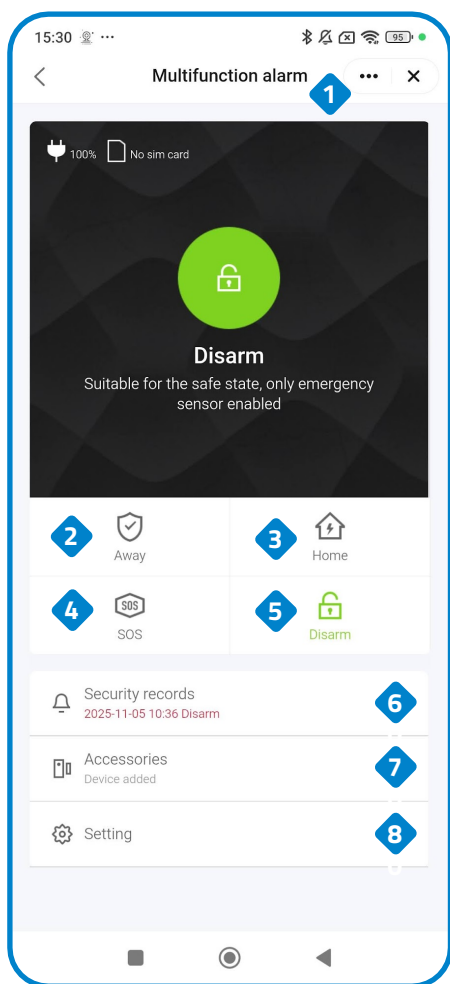 15:30 ...
95
Multifunction alarm
1
100% No sim card
Disarm
Suitable for the safe state, only emergency
sensor enabled
2 Away
3 Home
4 SOS SOS
5 Disarm
Security records
2025-11-05 10:36 Disarm
6
Accessories
Device added
7
Setting
8